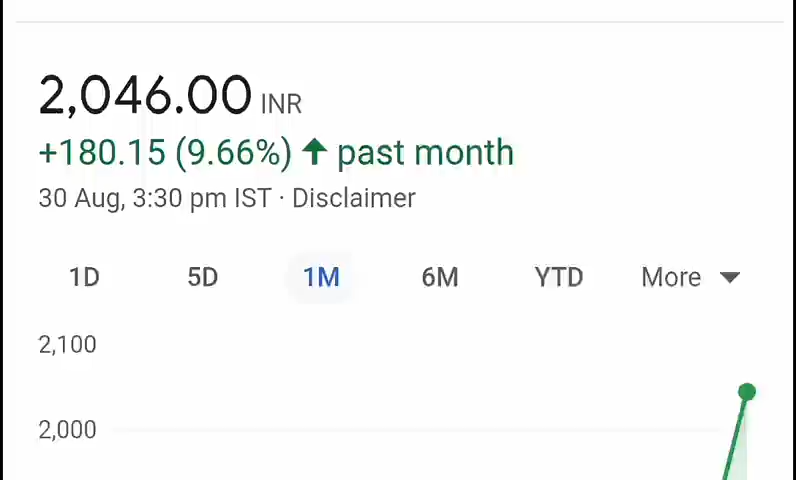 2,046.00 INR
+180.15 (9.66%) ↑ past month
30 Aug, 3:30 pm IST · Disclaimer
1D 5D 1M 6M YTD More
2,100
2,000